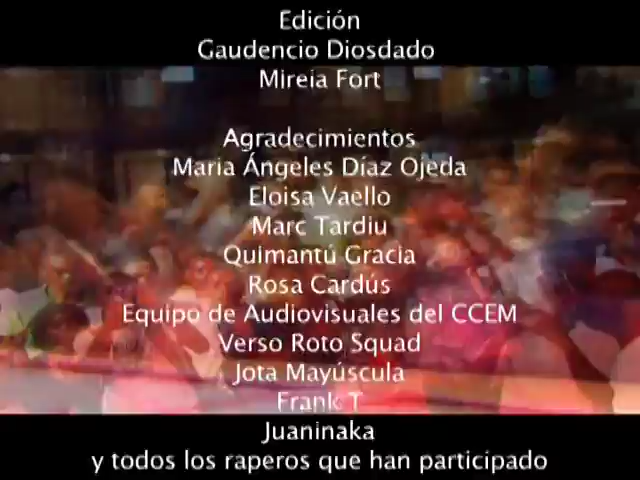 Edición
Gaudencio Diosdado
Mireia Fort
Agradecimientos
Maria Ángeles Díaz Ojeda
Eloisa Vaello
Marc Tardiu
Quimantú Gracia
Rosa Cardús
Equipo de Audiovisuales del CCEM
Verso Roto Squad
Jota Mayúscula
Frank T
Juaninaka
y todos los raperos que han participado